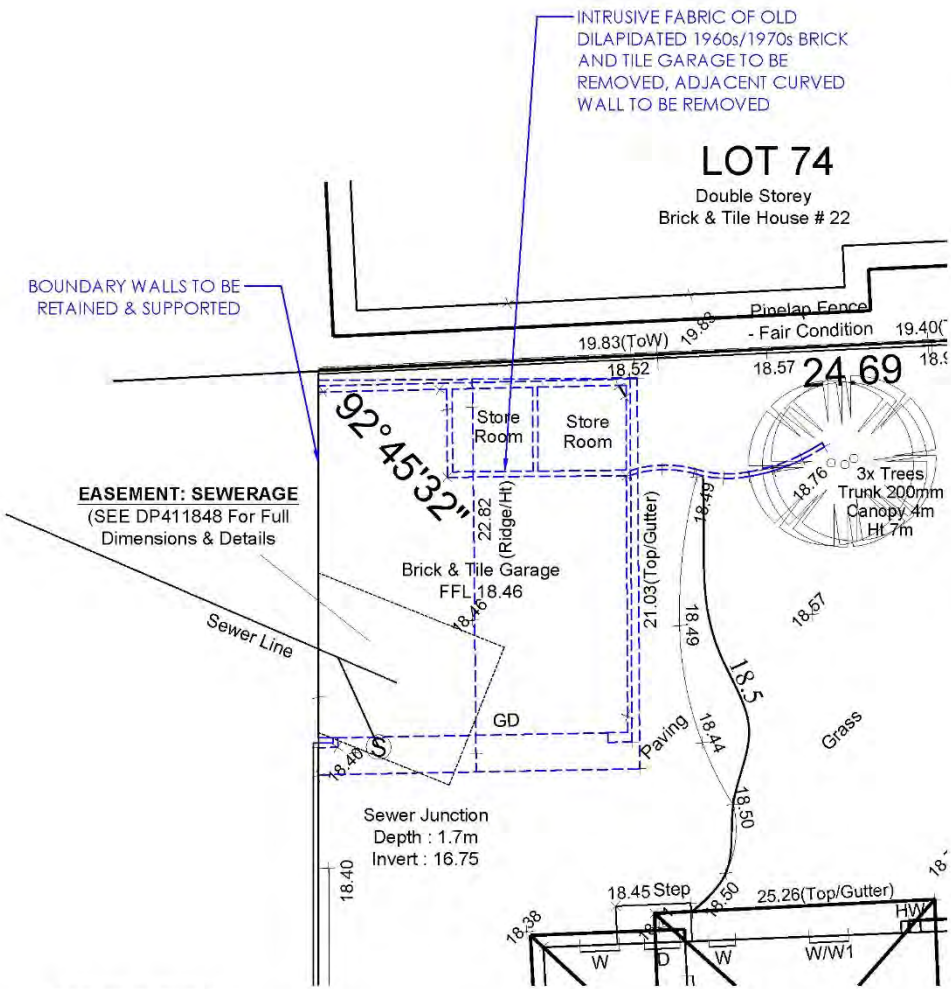 INTRUSIVE FABRIC OF OLD
DILAPIDATED 1960s/1970s BRICK
AND TILE GARAGE TO BE
REMOVED, ADJACENT CURVED
WALL TO BE REMOVED
LOT 74
Double Storey
Brick & Tile House # 22
BOUNDARY WALLS TO BE
RETAINED & SUPPORTED
Pinelap Fence
- Fair Condition
19.83(ToW)
19.83
19.40(
18.52
18.57
24.69
92°45'32"
Store
Room
Store
Room
18.76
3x Trees
Trunk 200mm
Canopy 4m
Ht 7m
EASEMENT: SEWERAGE
(SEE DP411848 For Full
Dimensions & Details
22.82
(Ridge/Ht)
18.49
21.03(Top/Gutter)
Brick & Tile Garage
FFL 18.46
18.46
18.57
18.49
Sewer Line
18.5
GD
Paving
18.44
Grass
S
18.40
18.50
Sewer Junction
Depth : 1.7m
Invert : 16.75
18.40
18.45 Step
18.50
25.26(Top/Gutter)
18.38
HW
W
D
W
W/W1